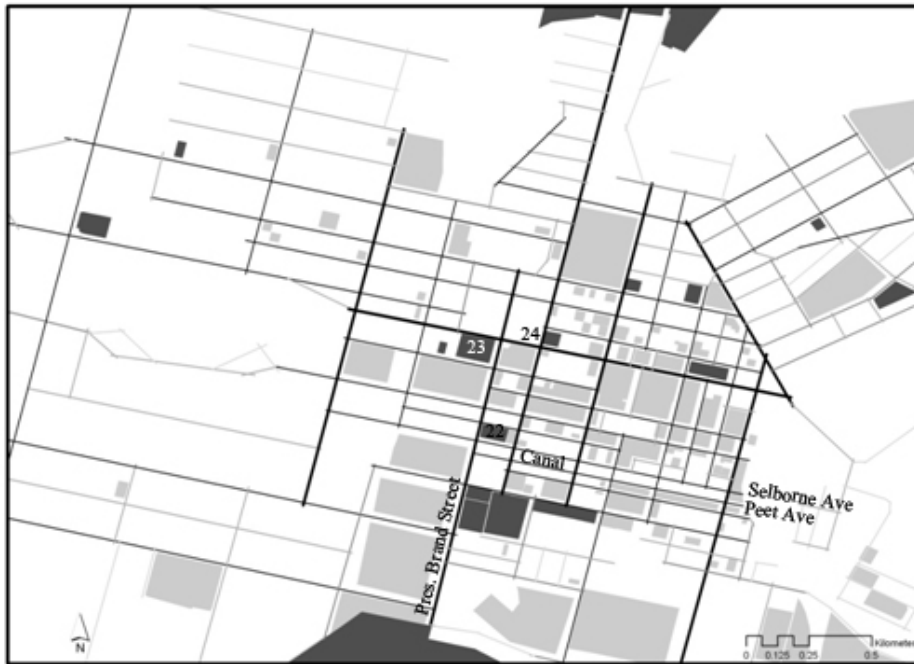 24
23
22
Canal
Selborne Ave
Peet Ave
Pres. Brand Street
N
Kilometer
0 0.125 0.25 0.5